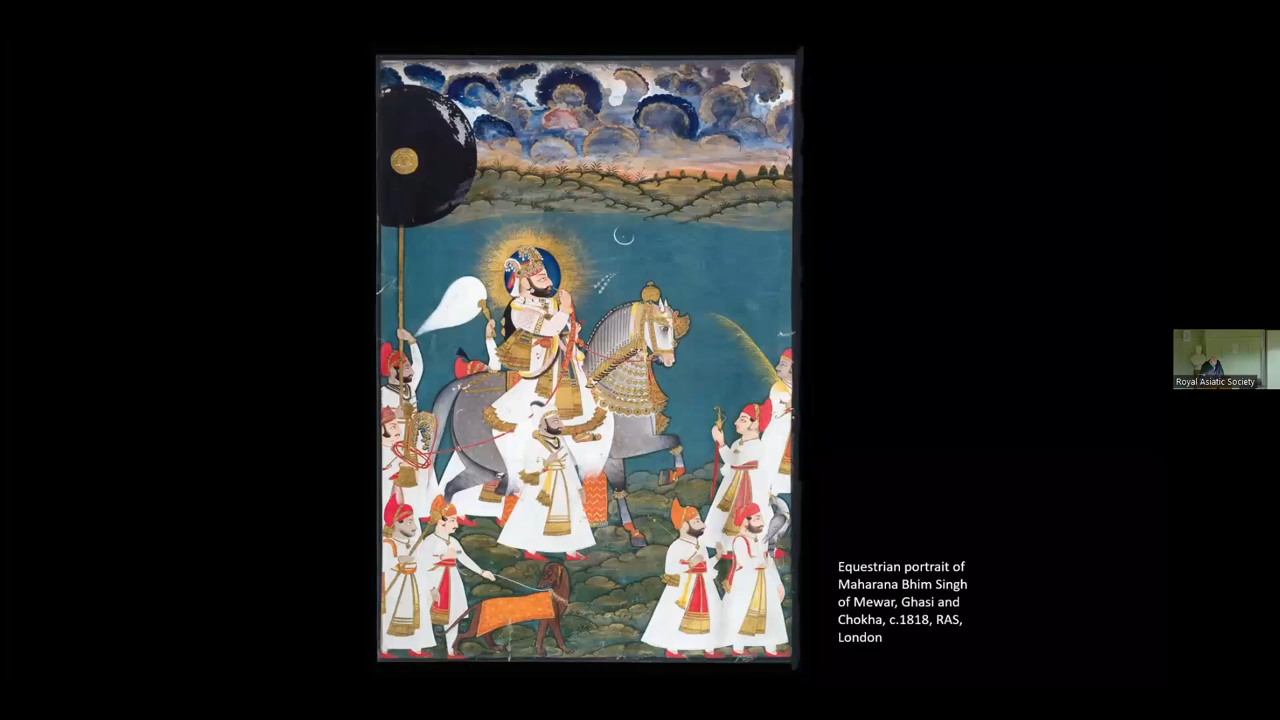 Equestrian portrait of
Maharana Bhim Singh
of Mewar, Ghasi and
Chokha, c.1818, RAS,
London
Royal Asiatic Society